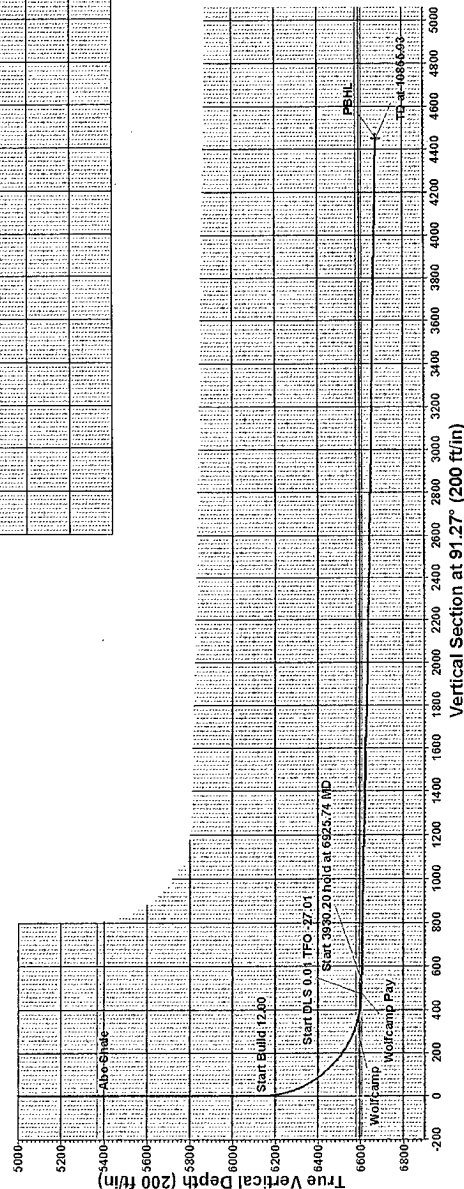 True Vertical Depth (200 ft/in)
5000
5200
5400
5600
5800
6000
6200
6400
6600
6800
Abo Shale
Start Build 12.00
Start DLS 0.01 TFO -27.01
Start 3930.20 hold at 6925.74 MD
Wolfcamp
Wolfcamp Pay
PBHL
TD at 10855.93
-200 0 200 400 600 800 1000 1200 1400 1600 1800 2000 2200 2400 2600 2800 3000 3200 3400 3600 3800 4000 4200 4400 4600 4800 5000
Vertical Section at 91.27° (200 ft/in)